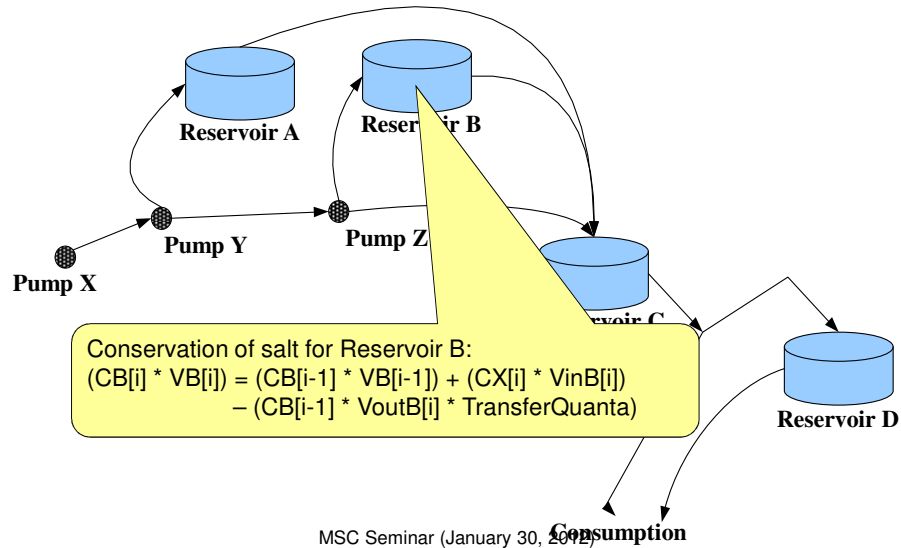 Reservoir A
Reservoir B
Pump Y
Pump Z
Pump X
Reservoir C
Conservation of salt for Reservoir B:
(CB[i] * VB[i]) = (CB[i-1] * VB[i-1]) + (CX[i] * VinB[i])
– (CB[i-1] * VoutB[i] * TransferQuanta)
Reservoir D
Consumption
MSC Seminar (January 30, 2012)